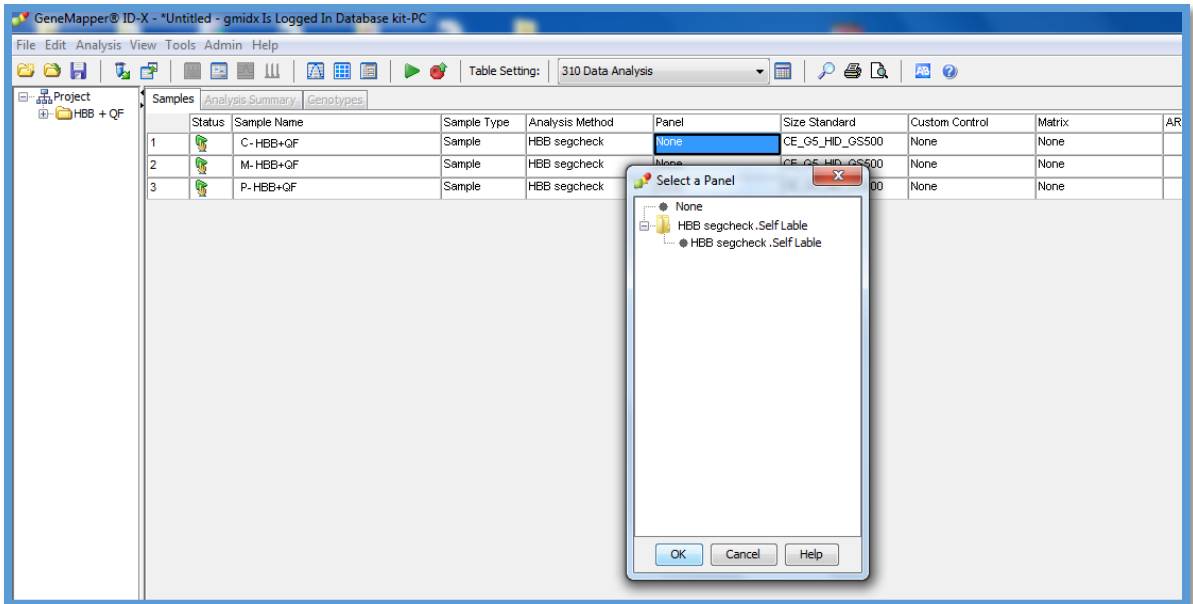 GeneMapper® ID-X - *Untitled - gmidx Is Logged In Database kit-PC
File Edit Analysis View Tools Admin Help
Table Setting: 310 Data Analysis
AB
Project
HBB + QF
Samples Analysis Summary Genotypes
Status Sample Name Sample Type Analysis Method Panel Size Standard Custom Control Matrix AR
1 C-HBB+QF Sample HBB segcheck None CE_G5_HID_GS500 None None
2 M-HBB+QF Sample HBB segcheck None CE_G5_HID_GS500 None None
3 P-HBB+QF Sample HBB segcheck 00 None None
Select a Panel
None
HBB segcheck .Self Lable
HBB segcheck .Self Lable
OK Cancel Help